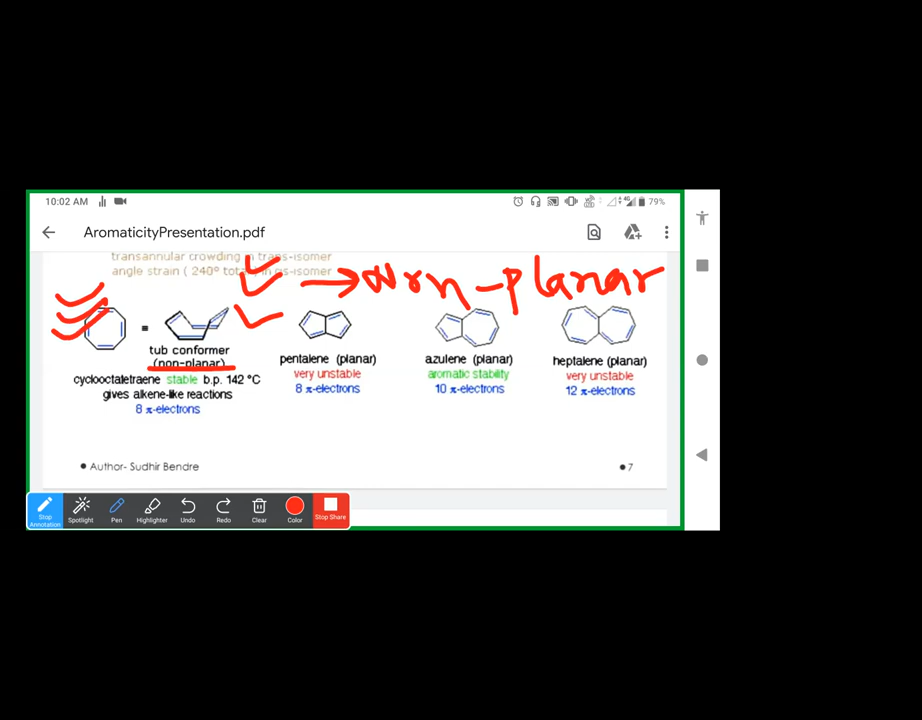 10:02 AM
79%
AromaticityPresentation.pdf
transannular crowding in trans-isomer
angle strain ( 240° total) in cis-isomer
→ Non-planar
=
tub conformer
(non-planar)
cyclooctatetraene stable b.p. 142 °C
gives alkene-like reactions
8 π-electrons
pentalene (planar)
very unstable
8 π-electrons
azulene (planar)
aromatic stability
10 π-electrons
heptalene (planar)
very unstable
12 π-electrons
● Author- Sudhir Bendre
●7
Stop Annotation
Spotlight
Pen
Highlighter
Undo
Redo
Clear
Color
Stop Share